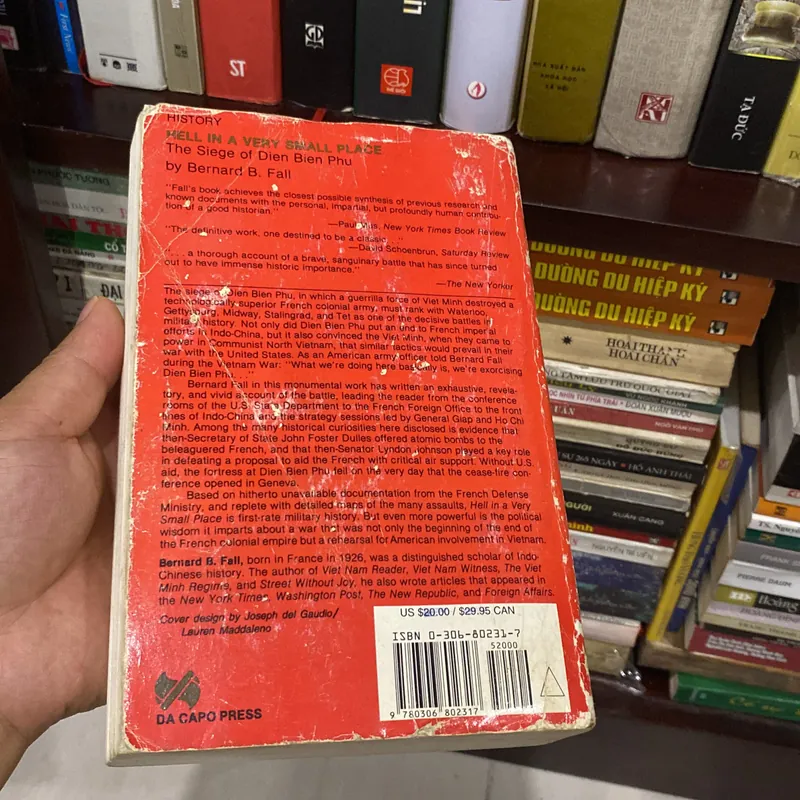 HISTORY
HELL IN A VERY SMALL PLACE
The Siege of Dien Bien Phu
by Bernard B. Fall
"Fall's book achieves the closest possible synthesis of previous research and
known documents with the personal, impartial, but profoundly human contribu-
tion of a good historian."
—Paul Mus, New York Times Book Review
"The definitive work, one destined to be a classic . . ."
—David Schoenbrun, Saturday Review
". . . a thorough account of a brave, sanguinary battle that has since turned
out to have immense historic importance."
—The New Yorker
The siege of Dien Bien Phu, in which a guerrilla force of Viet Minh destroyed a
technologically superior French colonial army, must rank with Waterloo,
Gettysburg, Midway, Stalingrad, and Tet as one of the decisive battles in
military history. Not only did Dien Bien Phu put an end to French imperial
efforts in Indo-China, but it also convinced the Viet Minh, when they came to
power in Communist North Vietnam, that similar tactics would prevail in their
war with the United States. As an American army officer told Bernard Fall
during the Vietnam War: "What we're doing here basically is, we're exorcising
Dien Bien Phu. . ."
Bernard Fall in this monumental work has written an exhaustive, revela-
tory, and vivid account of the battle, leading the reader from the conference
rooms of the U.S. State Department to the French Foreign Office to the front
lines of Indo-China and the strategy sessions led by General Giap and Ho Chi
Minh. Among the many historical curiosities here disclosed is evidence that
then-Secretary of State John Foster Dulles offered atomic bombs to the
beleaguered French, and that then-Senator Lyndon Johnson played a key role
in defeating a proposal to aid the French with critical air support. Without U.S.
aid, the fortress at Dien Bien Phu fell on the very day that the cease-fire con-
ference opened in Geneva.
Based on hitherto unavailable documentation from the French Defense
Ministry, and replete with detailed maps of the many assaults, Hell in a Very
Small Place is first-rate military history. But even more powerful is the political
wisdom it imparts about a war that was not only the beginning of the end of
the French colonial empire but a rehearsal for American involvement in Vietnam.
Bernard B. Fall, born in France in 1926, was a distinguished scholar of Indo-
Chinese history. The author of Viet Nam Reader, Viet Nam Witness, The Viet
Minh Regime, and Street Without Joy, he also wrote articles that appeared in
the New York Times, Washington Post, The New Republic, and Foreign Affairs.
Cover design by Joseph del Gaudio/
Lauren Maddaleno
DA CAPO PRESS
US $20.00 / $29.95 CAN
ISBN 0-306-80231-7
52000
9 780306 802317
ST
TẠ ĐỨC
NHÀ XUẤT BẢN
KHOA HỌC
XÃ HỘI
ĐƯỜNG DU HIỆP KÝ
ĐƯỜNG DU HIỆP KÝ
ĐƯỜNG DU HIỆP KÝ
HOÀI THANH
HOÀI CHÂN
ĐOÀN XUÂN MƯỢU
SỰ 265 NGÀY • HỒ ANH THÁI
XUÂN CANG
PIERRE DAUM